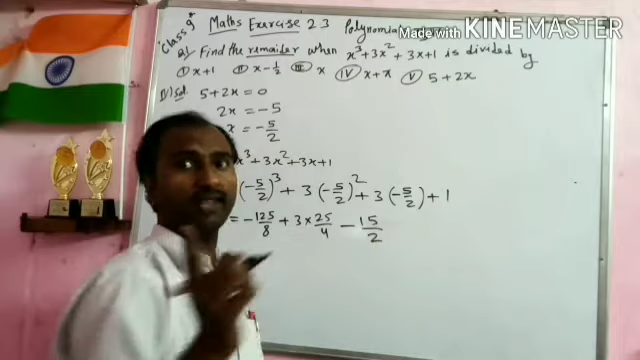 Made with KINEMASTER
"Class 9" Maths Exercise 2.3 Polynomia
Q) Find the remainder when x³+3x²+3x+1 is divided by
(I) x+1 (II) x-1/2 (III) x (IV) x+π (V) 5+2x
Sol. 5+2x = 0
2x = -5
x = -5/2
x³+3x²+3x+1
(-5/2)³ + 3(-5/2)² + 3(-5/2) + 1
= -125/8 + 3×25/4 - 15/2